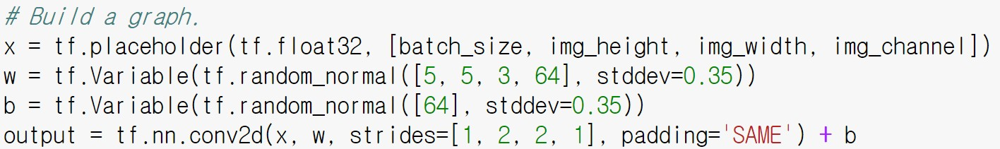 # Build a graph.
x = tf.placeholder(tf.float32, [batch_size, img_height, img_width, img_channel])
w = tf.Variable(tf.random_normal([5, 5, 3, 64], stddev=0.35))
b = tf.Variable(tf.random_normal([64], stddev=0.35))
output = tf.nn.conv2d(x, w, strides=[1, 2, 2, 1], padding='SAME') + b